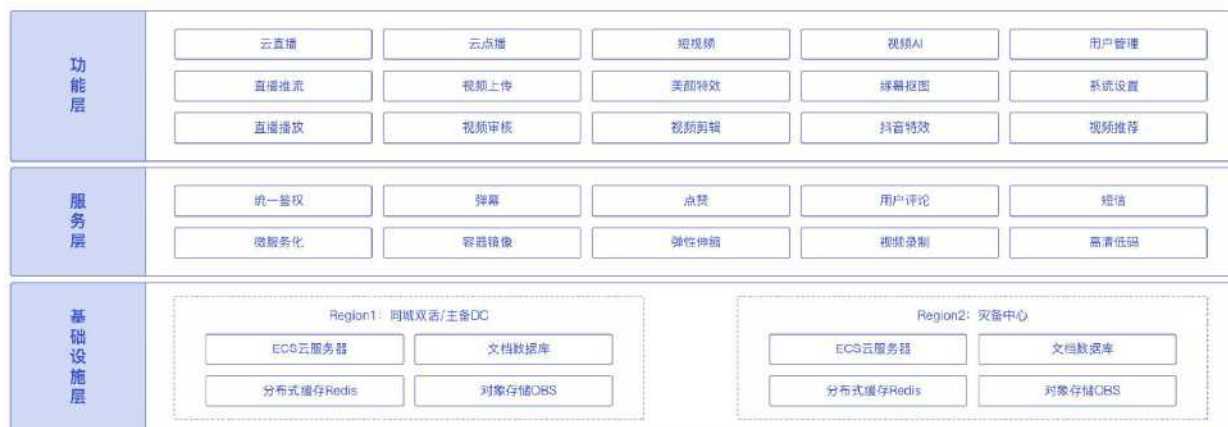 功能层
云直播 云点播 短视频 视频AI 用户管理
直播推流 视频上传 美颜特效 绿幕抠图 系统设置
直播播放 视频审核 视频剪辑 抖音特效 视频推荐
服务层
统一鉴权 弹幕 点赞 用户评论 短信
微服务化 容器镜像 弹性伸缩 视频录制 高清低码
基础设施层
Region1: 同城双活/主备DC
ECS云服务器 文档数据库
分布式缓存Redis 对象存储OBS
Region2: 灾备中心
ECS云服务器 文档数据库
分布式缓存Redis 对象存储OBS